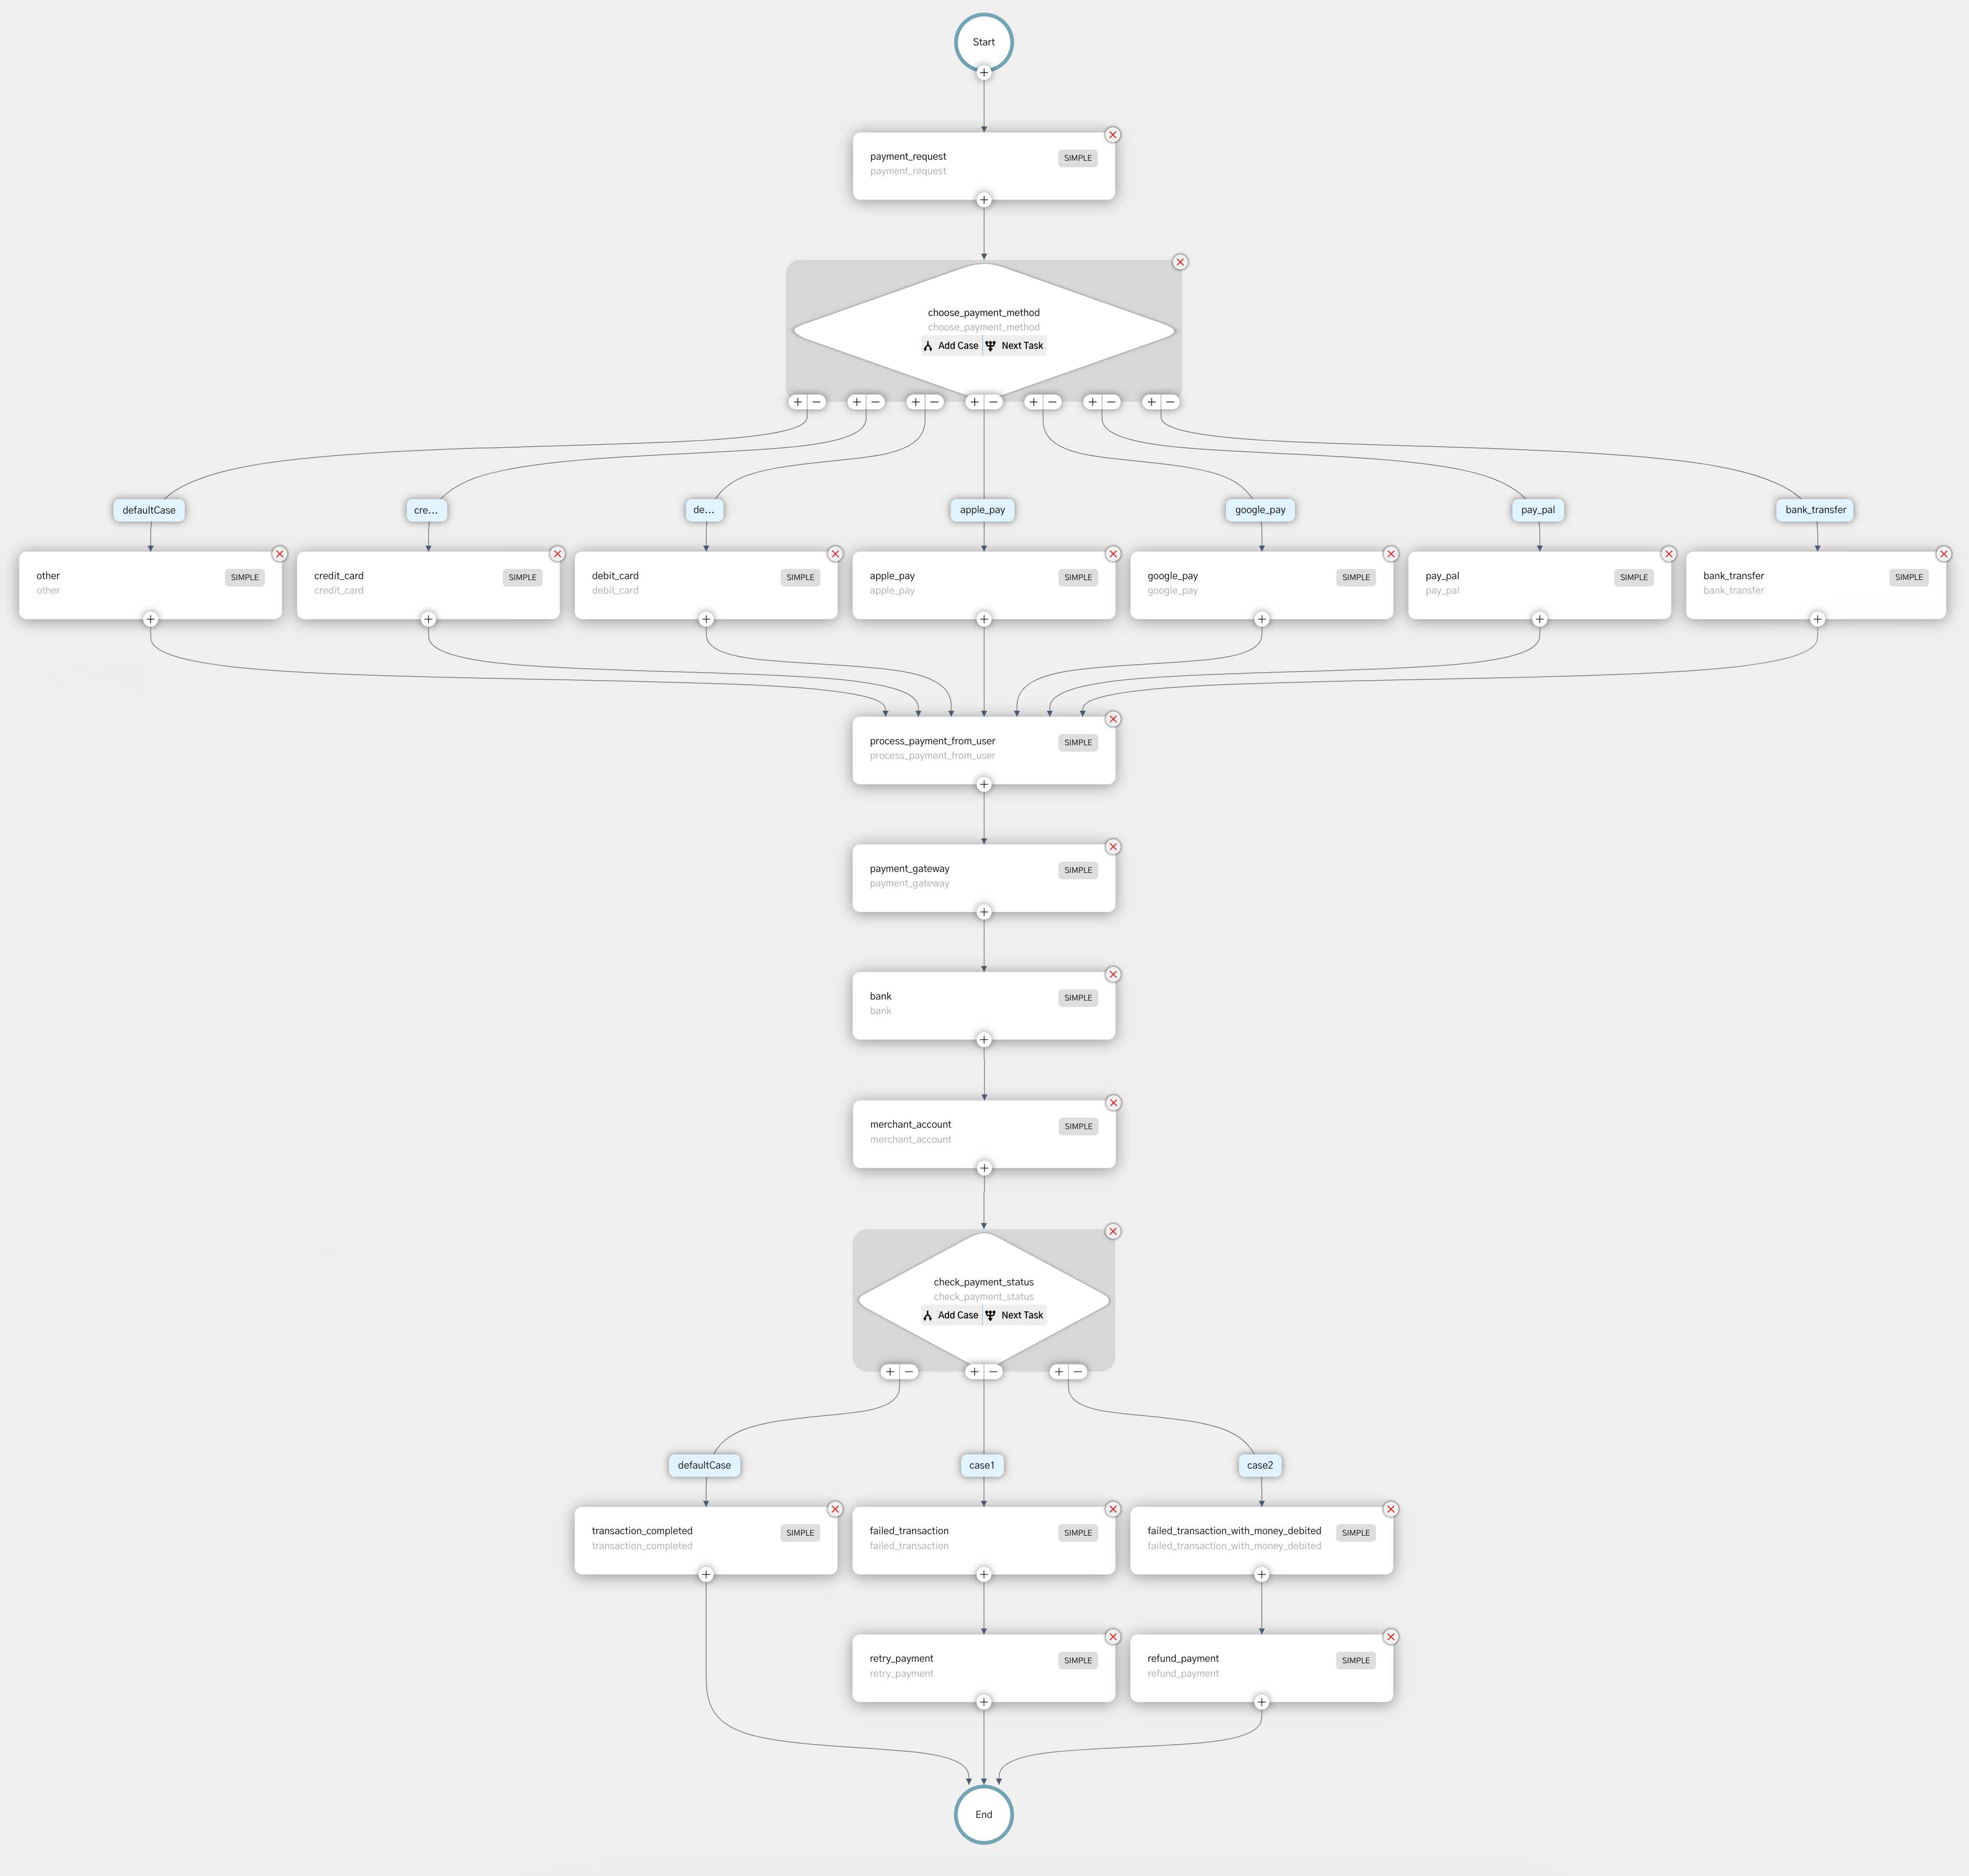 Start
payment_request
SIMPLE
payment_request
choose_payment_method
choose_payment_method
Add Case
Next Task
defaultCase
cre...
de...
apple_pay
google_pay
pay_pal
bank_transfer
other
SIMPLE
other
credit_card
SIMPLE
credit_card
debit_card
SIMPLE
debit_card
apple_pay
SIMPLE
apple_pay
google_pay
SIMPLE
google_pay
pay_pal
SIMPLE
pay_pal
bank_transfer
SIMPLE
bank_transfer
process_payment_from_user
SIMPLE
process_payment_from_user
payment_gateway
SIMPLE
payment_gateway
bank
SIMPLE
bank
merchant_account
SIMPLE
merchant_account
check_payment_status
check_payment_status
Add Case
Next Task
defaultCase
case1
case2
transaction_completed
SIMPLE
transaction_completed
failed_transaction
SIMPLE
failed_transaction
failed_transaction_with_money_debited
SIMPLE
failed_transaction_with_money_debited
retry_payment
SIMPLE
retry_payment
refund_payment
SIMPLE
refund_payment
End